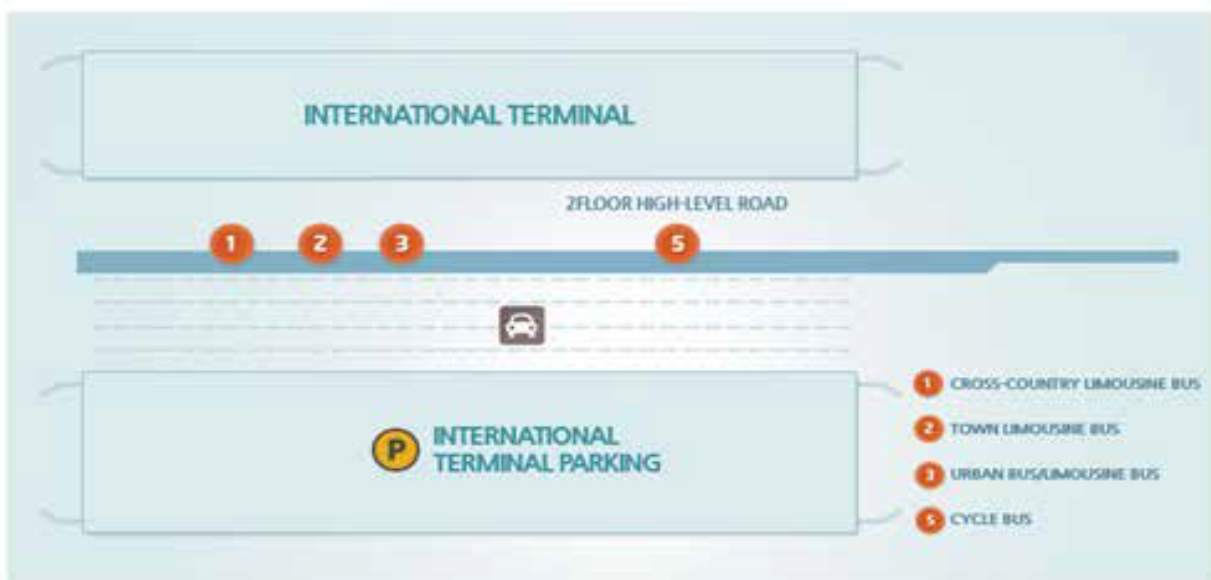 INTERNATIONAL TERMINAL
2FLOOR HIGH-LEVEL ROAD
1 2 3 5
P INTERNATIONAL
TERMINAL PARKING
1 CROSS-COUNTRY LIMOUSINE BUS
2 TOWN LIMOUSINE BUS
3 URBAN BUS/LIMOUSINE BUS
5 CYCLE BUS